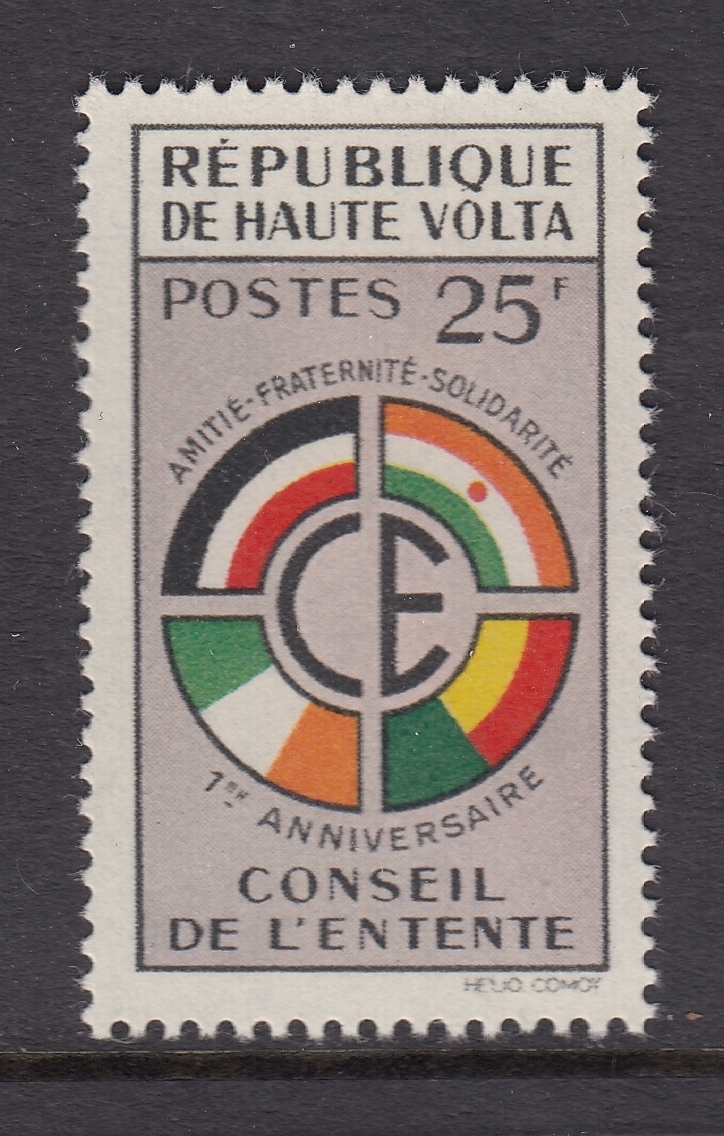 RÉPUBLIQUE
DE HAUTE VOLTA
POSTES 25F
AMITIÉ-FRATERNITÉ-SOLIDARITÉ
CE
1ER ANNIVERSAIRE
CONSEIL
DE L'ENTENTE
HELIO. COMOY